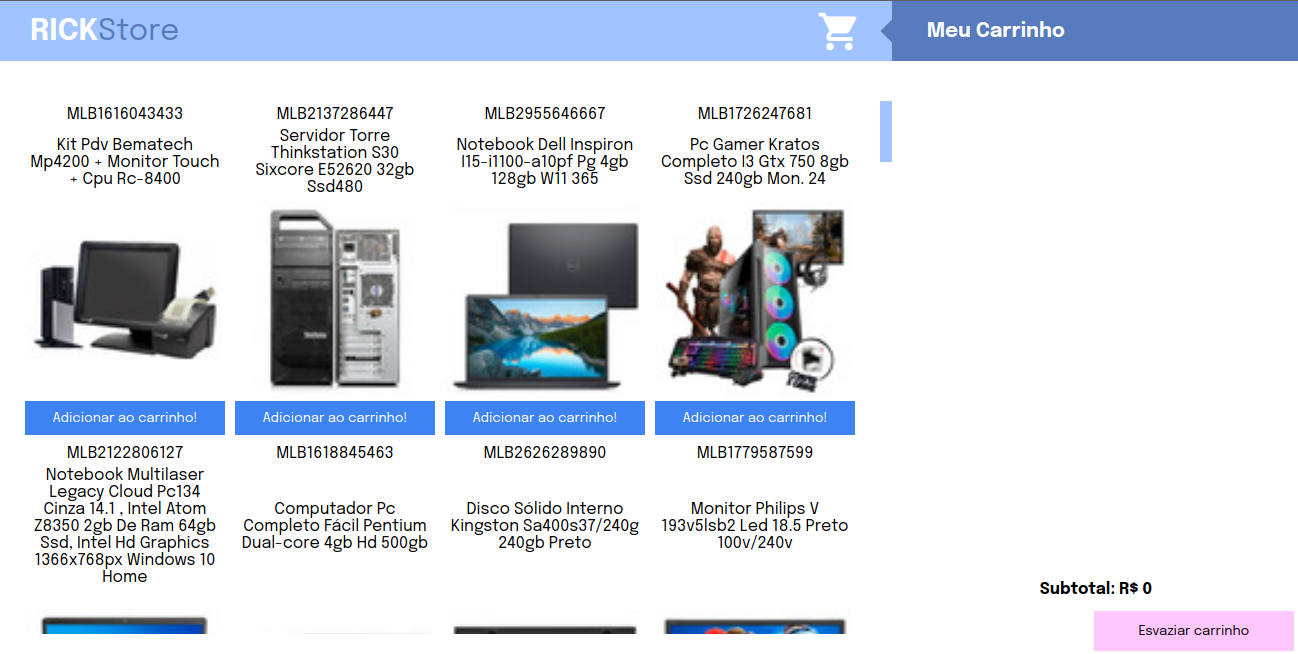 RICKStore
Meu Carrinho
MLB1616043433
Kit Pdv Bematech
Mp4200 + Monitor Touch
+ Cpu Rc-8400
MLB2137286447
Servidor Torre
Thinkstation S30
Sixcore E52620 32gb
Ssd480
MLB2955646667
Notebook Dell Inspiron
I15-i1100-a10pf Pg 4gb
128gb W11 365
MLB1726247681
Pc Gamer Kratos
Completo I3 Gtx 750 8gb
Ssd 240gb Mon. 24
Adicionar ao carrinho!
Adicionar ao carrinho!
Adicionar ao carrinho!
Adicionar ao carrinho!
MLB2122806127
Notebook Multilaser
Legacy Cloud Pc134
Cinza 14.1 , Intel Atom
Z8350 2gb De Ram 64gb
Ssd, Intel Hd Graphics
1366x768px Windows 10
Home
MLB1618845463
Computador Pc
Completo Fácil Pentium
Dual-core 4gb Hd 500gb
MLB2626289890
Disco Sólido Interno
Kingston Sa400s37/240g
240gb Preto
MLB1779587599
Monitor Philips V
193v5lsb2 Led 18.5 Preto
100v/240v
Subtotal: R$ 0
Esvaziar carrinho